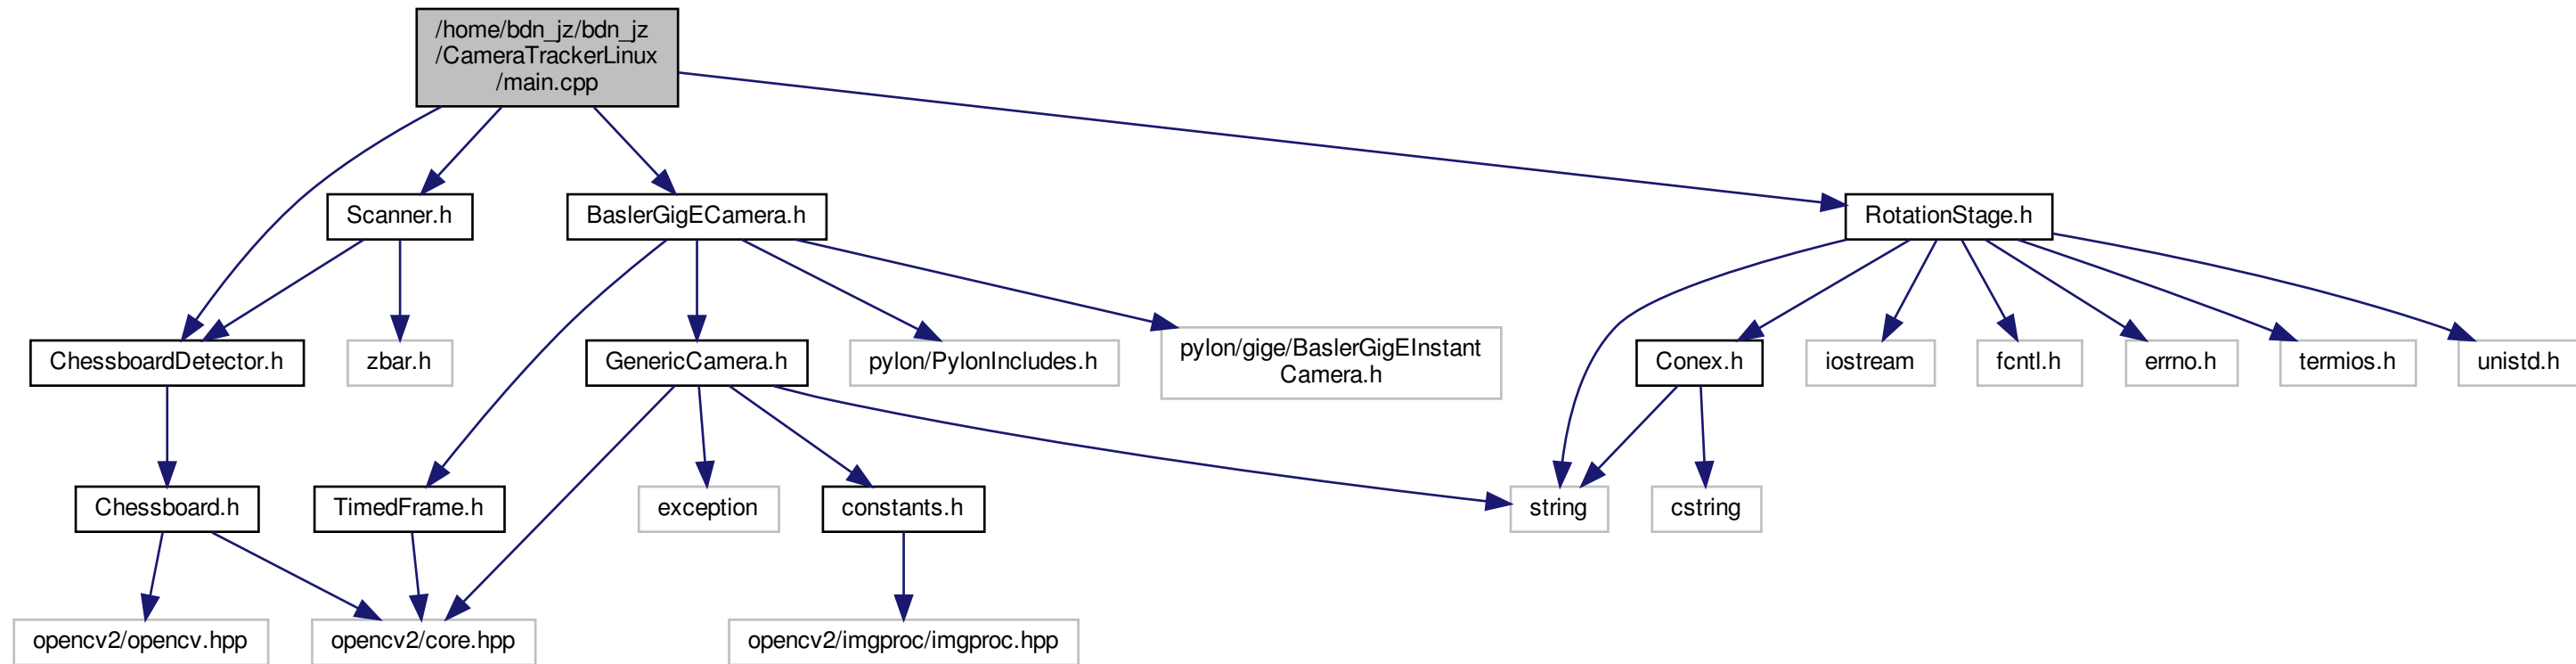 /home/bdn_jz/bdn_jz
/CameraTrackerLinux
/main.cpp
Scanner.h
BaslerGigECamera.h
RotationStage.h
ChessboardDetector.h
zbar.h
GenericCamera.h
pylon/PylonIncludes.h
pylon/gige/BaslerGigEInstant
Camera.h
Conex.h
iostream
fcntl.h
errno.h
termios.h
unistd.h
Chessboard.h
TimedFrame.h
exception
constants.h
string
cstring
opencv2/opencv.hpp
opencv2/core.hpp
opencv2/imgproc/imgproc.hpp